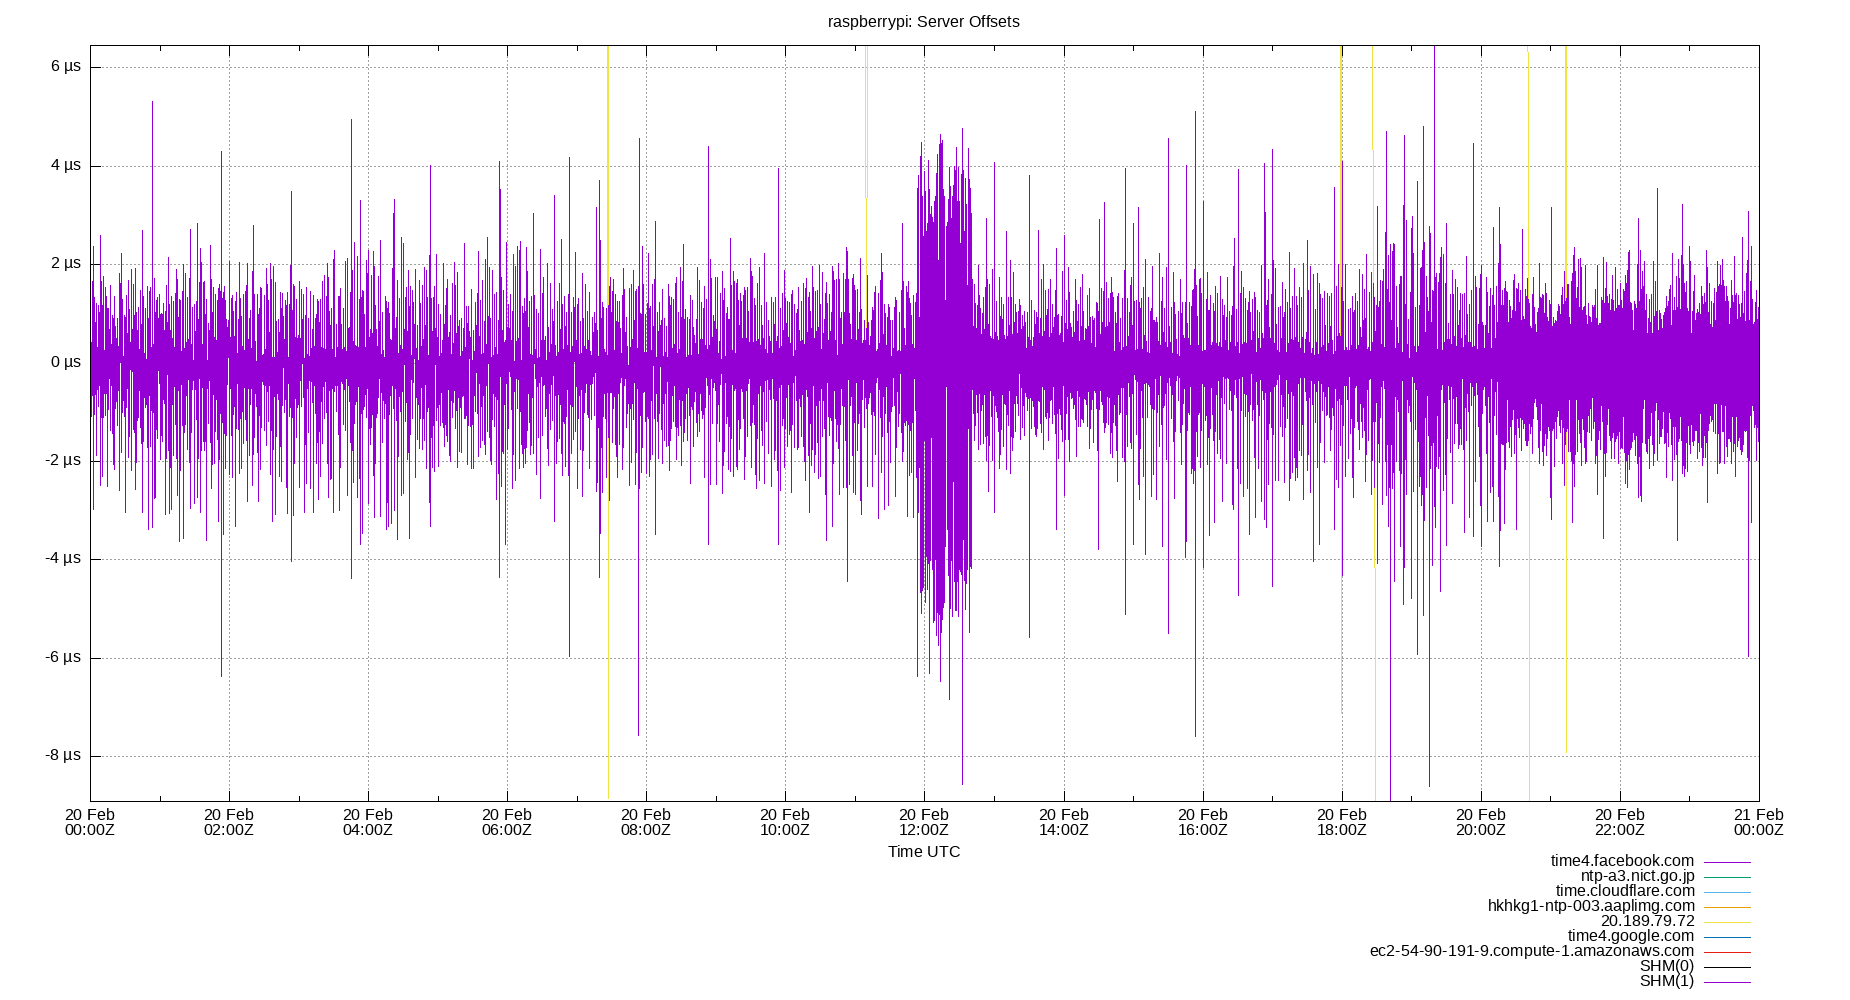 raspberrypi: Server Offsets
6 µs
4 µs
2 µs
0 µs
-2 µs
-4 µs
-6 µs
-8 µs
20 Feb 20 Feb 20 Feb 20 Feb 20 Feb 20 Feb 20 Feb 20 Feb 20 Feb 20 Feb 20 Feb 20 Feb 21 Feb
00:00Z 02:00Z 04:00Z 06:00Z 08:00Z 10:00Z 12:00Z 14:00Z 16:00Z 18:00Z 20:00Z 22:00Z 00:00Z
Time UTC
time4.facebook.com
ntp-a3.nict.go.jp
time.cloudflare.com
hkhkg1-ntp-003.aaplimg.com
20.189.79.72
time4.google.com
ec2-54-90-191-9.compute-1.amazonaws.com
SHM(0)
SHM(1)